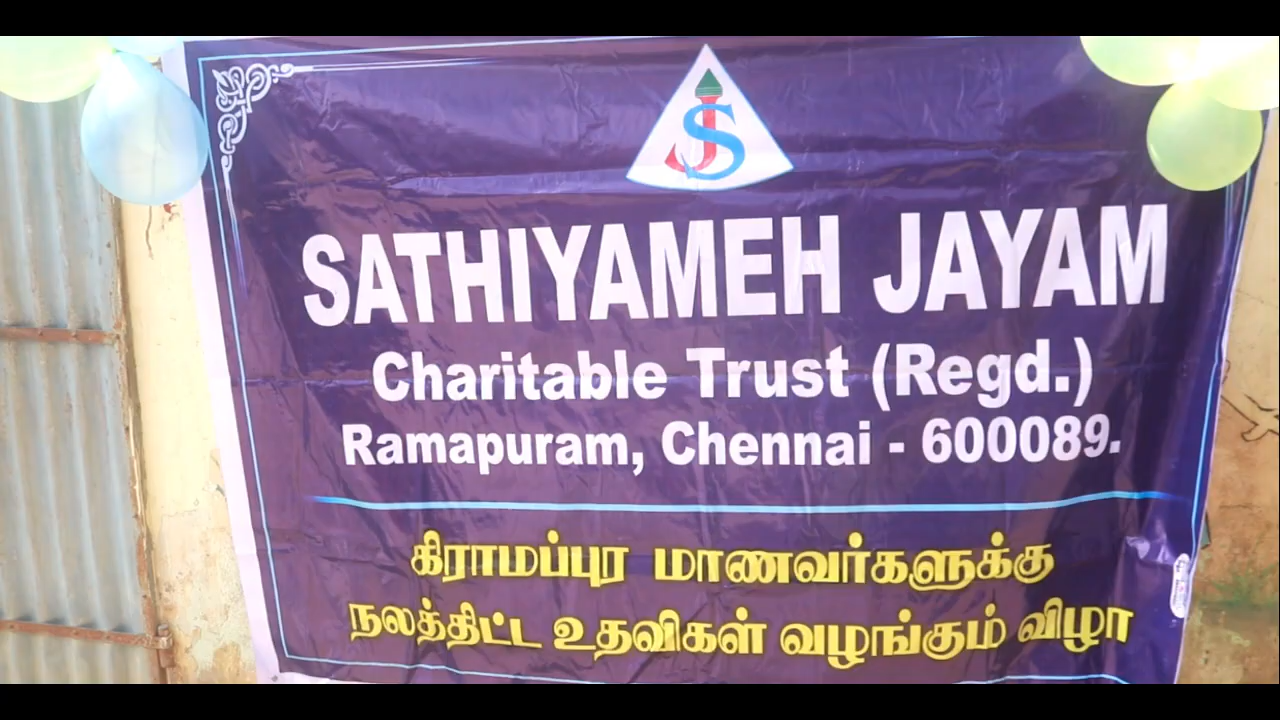 SJ
SATHIYAMEH JAYAM
Charitable Trust (Regd.)
Ramapuram, Chennai - 600089.
கிராமப்புர மாணவர்களுக்கு
நலத்திட்ட உதவிகள் வழங்கும் விழா